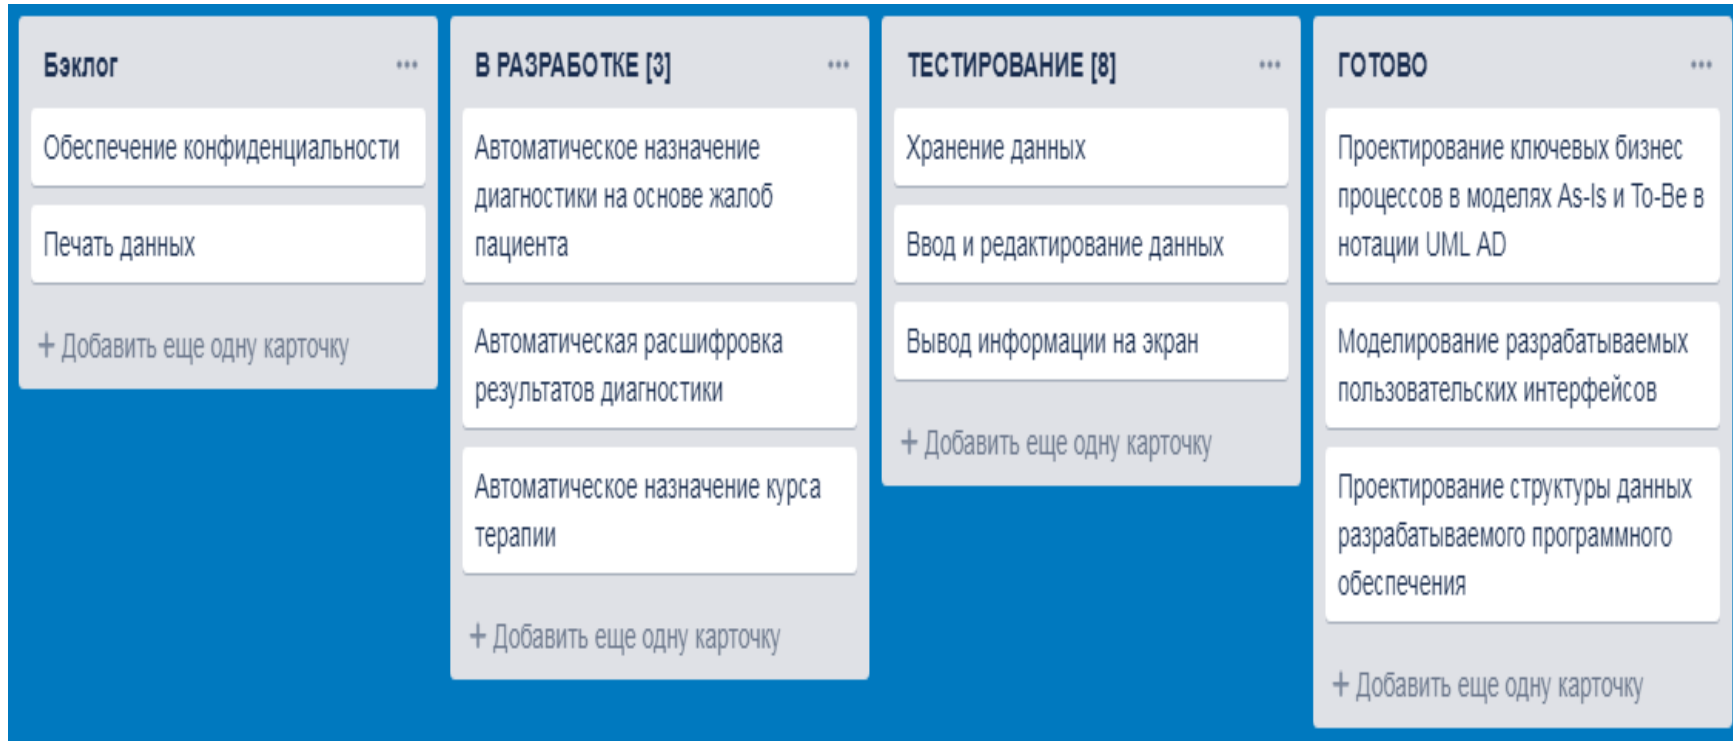 Бэклог
Обеспечение конфиденциальности
Печать данных
+ Добавить еще одну карточку
В РАЗРАБОТКЕ [3]
Автоматическое назначение
диагностики на основе жалоб
пациента
Автоматическая расшифровка
результатов диагностики
Автоматическое назначение курса
терапии
+ Добавить еще одну карточку
ТЕСТИРОВАНИЕ [8]
Хранение данных
Ввод и редактирование данных
Вывод информации на экран
+ Добавить еще одну карточку
ГОТОВО
Проектирование ключевых бизнес
процессов в моделях As-Is и To-Be в
нотации UML AD
Моделирование разрабатываемых
пользовательских интерфейсов
Проектирование структуры данных
разрабатываемого программного
обеспечения
+ Добавить еще одну карточку